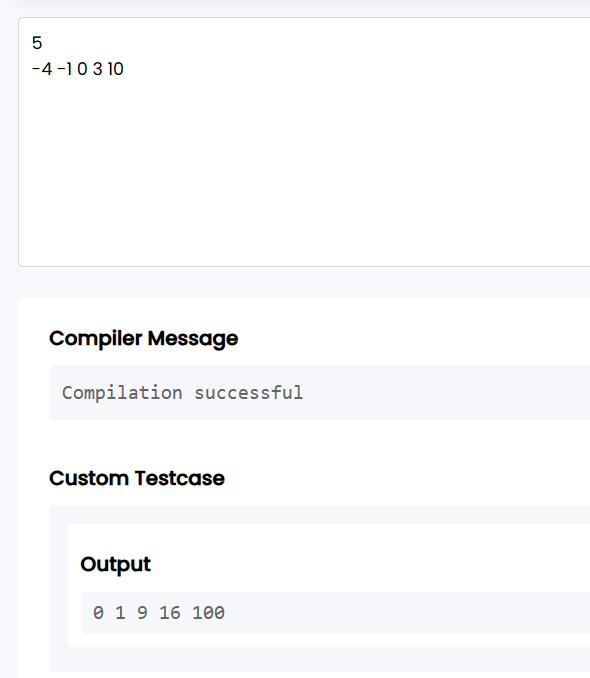 5
-4 -1 0 3 10
Compiler Message
Compilation successful
Custom Testcase
Output
0 1 9 16 100